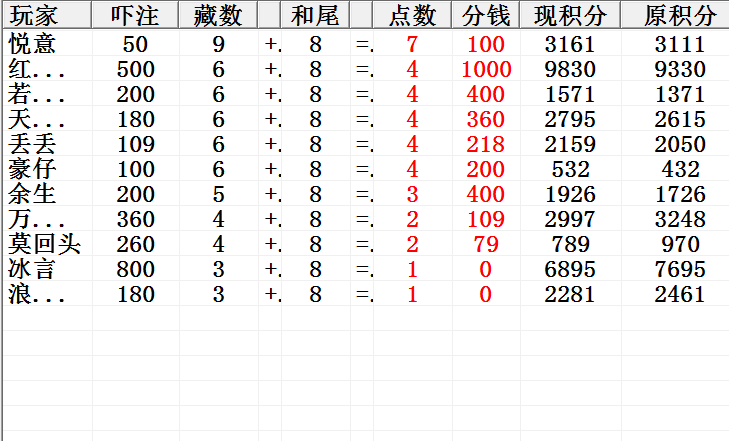 玩家 吓注 藏数 和尾 点数 分钱 现积分 原积分
悦意 50 9 +. 8 =. 7 100 3161 3111
红... 500 6 +. 8 =. 4 1000 9830 9330
若... 200 6 +. 8 =. 4 400 1571 1371
天... 180 6 +. 8 =. 4 360 2795 2615
丢丢 109 6 +. 8 =. 4 218 2159 2050
豪仔 100 6 +. 8 =. 4 200 532 432
余生 200 5 +. 8 =. 3 400 1926 1726
万... 360 4 +. 8 =. 2 109 2997 3248
莫回头 260 4 +. 8 =. 2 79 789 970
冰言 800 3 +. 8 =. 1 0 6895 7695
浪... 180 3 +. 8 =. 1 0 2281 2461